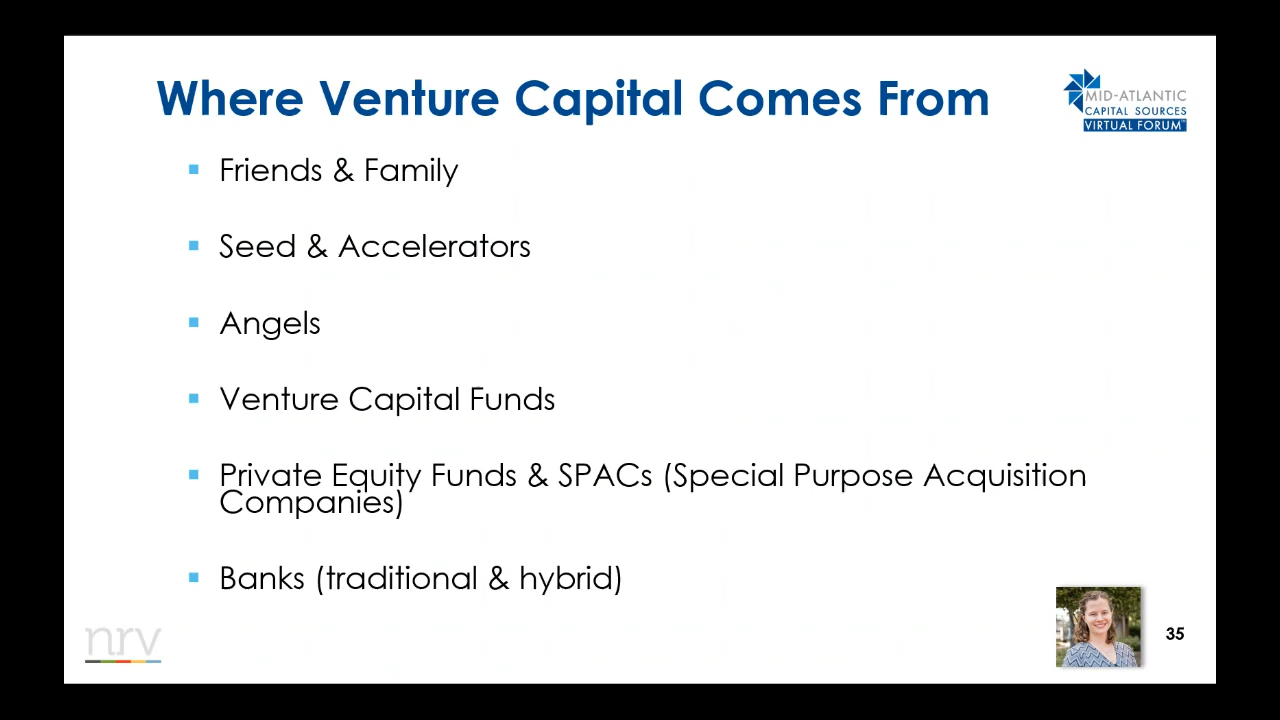 Where Venture Capital Comes From
MID-ATLANTIC
CAPITAL SOURCES
VIRTUAL FORUM
Friends & Family
Seed & Accelerators
Angels
Venture Capital Funds
Private Equity Funds & SPACs (Special Purpose Acquisition
Companies)
Banks (traditional & hybrid)
nrv
35